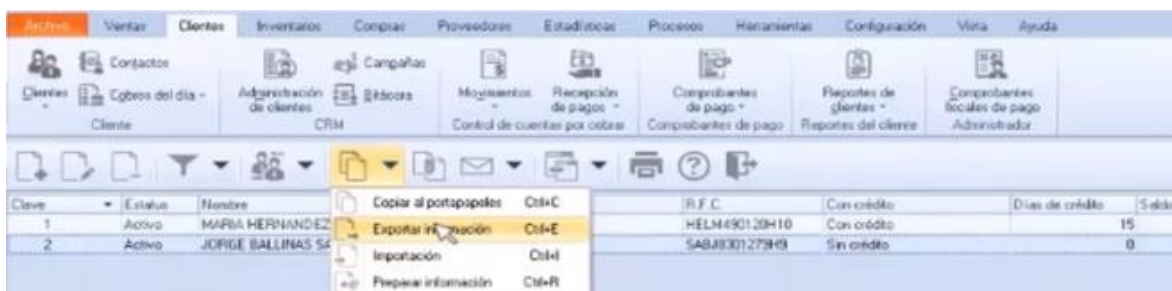 Archivo Ventas Clientes Inventarios Compras Proveedores Estadísticas Procesos Herramientas Configuración Vista Ayuda
Clientes Contactos Administración de clientes Campañas Movimientos Recepción de pagos Comprobantes de pago Reportes de clientes Comprobantes fiscales de pago
Cobros del día Bitácora
Cliente CRM Control de cuentas por cobrar Comprobantes de pago Reportes del cliente Administrador
Clave Estatus Nombre R.F.C. Con crédito Días de crédito Saldo
1 Activo MARIA HERNANDEZ HELM490120H10 Con crédito 15
2 Activo JORGE BALLINAS SA SABJ8301279H9 Sin crédito 0
Copiar al portapapeles Ctrl+C
Exportar información Ctrl+E
Importación Ctrl+I
Preparar información Ctrl+R